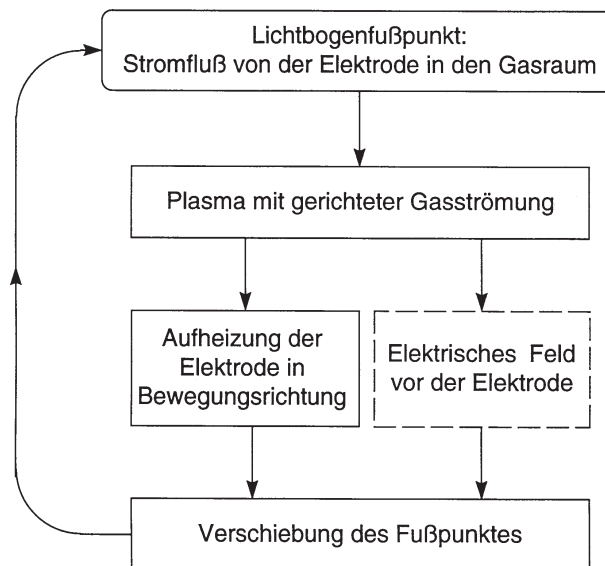 Lichtbogenfußpunkt:
Stromfluß von der Elektrode in den Gasraum
Plasma mit gerichteter Gasströmung
Aufheizung der
Elektrode in
Bewegungsrichtung
Elektrisches Feld
vor der Elektrode
Verschiebung des Fußpunktes